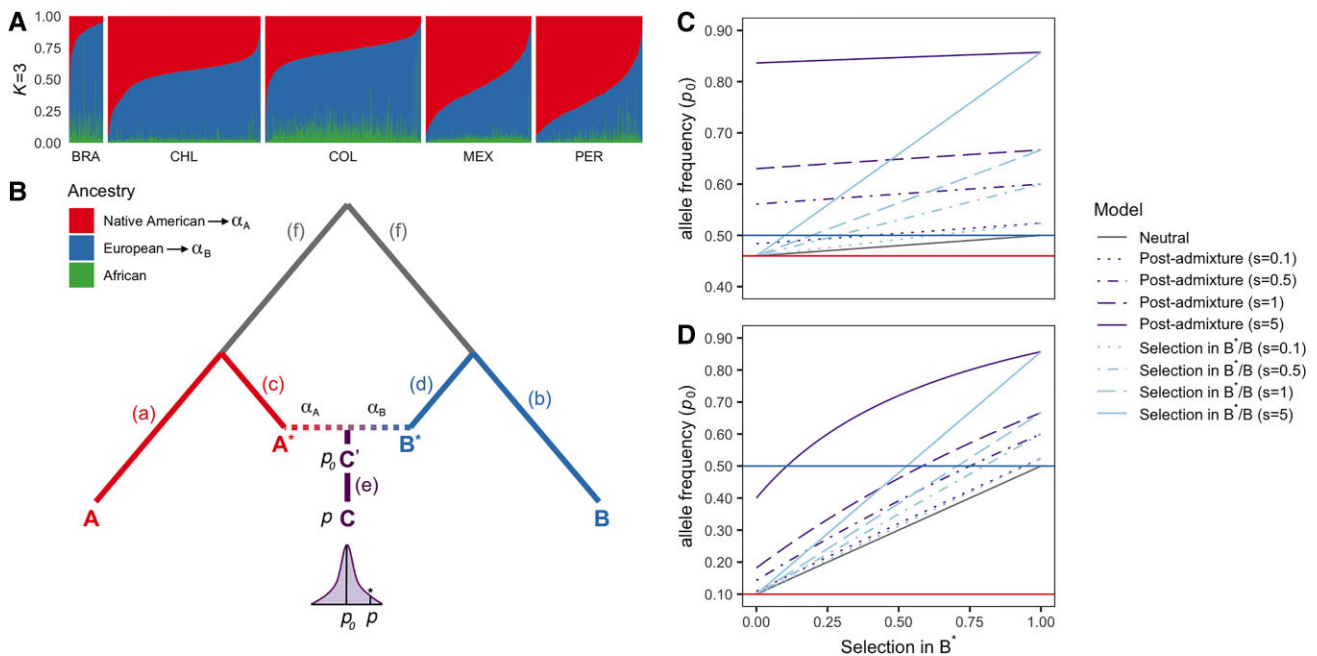 A
1.00
0.75
0.50
0.25
0.00
K=3
BRA
CHL
COL
MEX
PER
B
Ancestry
Native American → αA
European → αB
African
(f)
(f)
(c)
(d)
(a)
(b)
αA
αB
A*
B*
p0 C'
(e)
p C
A
B
*
p0
p
C
0.90
0.80
0.70
0.60
0.50
0.40
allele frequency (p0)
D
0.90
0.80
0.70
0.60
0.50
0.40
0.30
0.20
0.10
allele frequency (p0)
0.00
0.25
0.50
0.75
1.00
Selection in B*
Model
Neutral
Post-admixture (s=0.1)
Post-admixture (s=0.5)
Post-admixture (s=1)
Post-admixture (s=5)
Selection in B*/B (s=0.1)
Selection in B*/B (s=0.5)
Selection in B*/B (s=1)
Selection in B*/B (s=5)